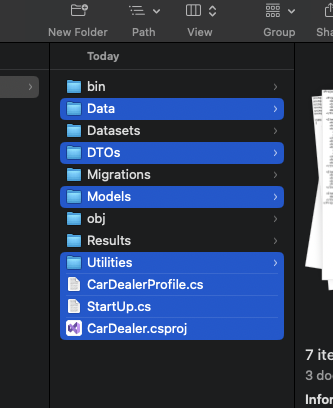 New Folder Path View Group
Today
bin
Data
Datasets
DTOs
Migrations
Models
obj
Results
Utilities
CarDealerProfile.cs
StartUp.cs
CarDealer.csproj
7 ite
3 do
Infor